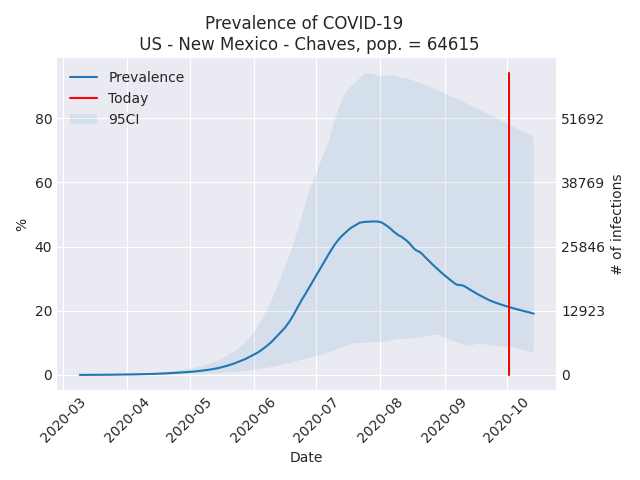 Prevalence of COVID-19
US - New Mexico - Chaves, pop. = 64615
Prevalence
Today
95CI
80
60
40
20
0
%
51692
38769
25846
12923
0
# of infections
2020-03
2020-04
2020-05
2020-06
2020-07
2020-08
2020-09
2020-10
Date